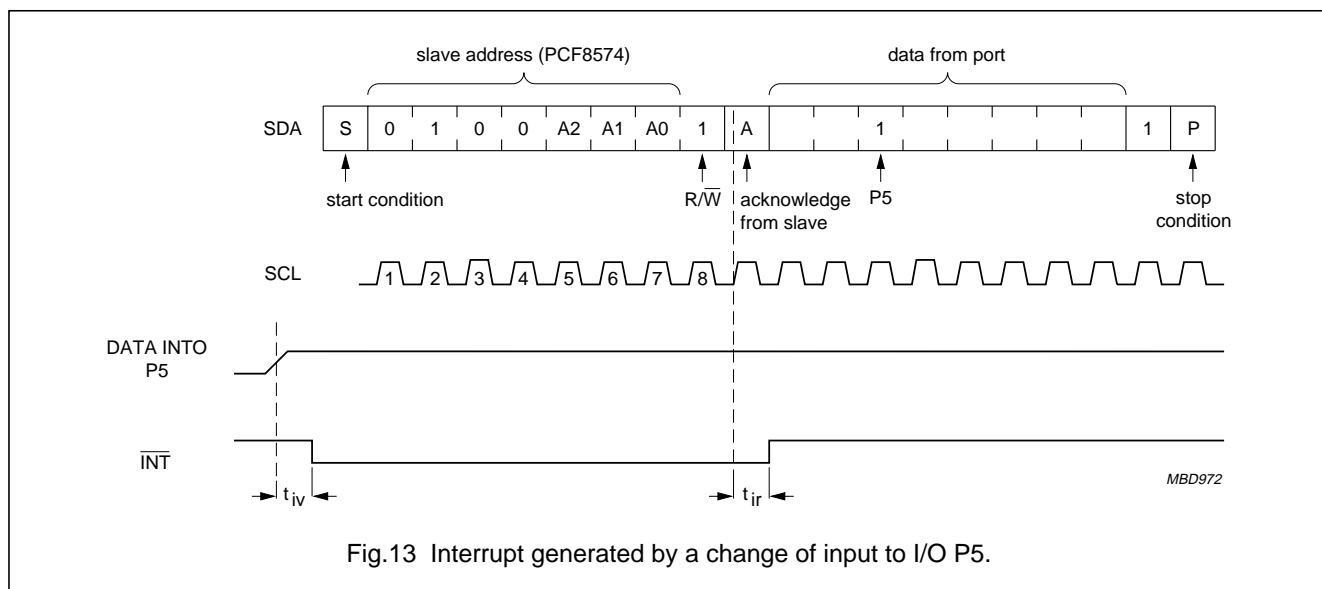 slave address (PCF8574) data from port
SDA S 0 1 0 0 A2 A1 A0 1 A 1 1 P
start condition R/W̅ acknowledge from slave P5 stop condition
SCL 1 2 3 4 5 6 7 8
DATA INTO P5
I̅N̅T̅
t iv t ir
MBD972
Fig.13 Interrupt generated by a change of input to I/O P5.